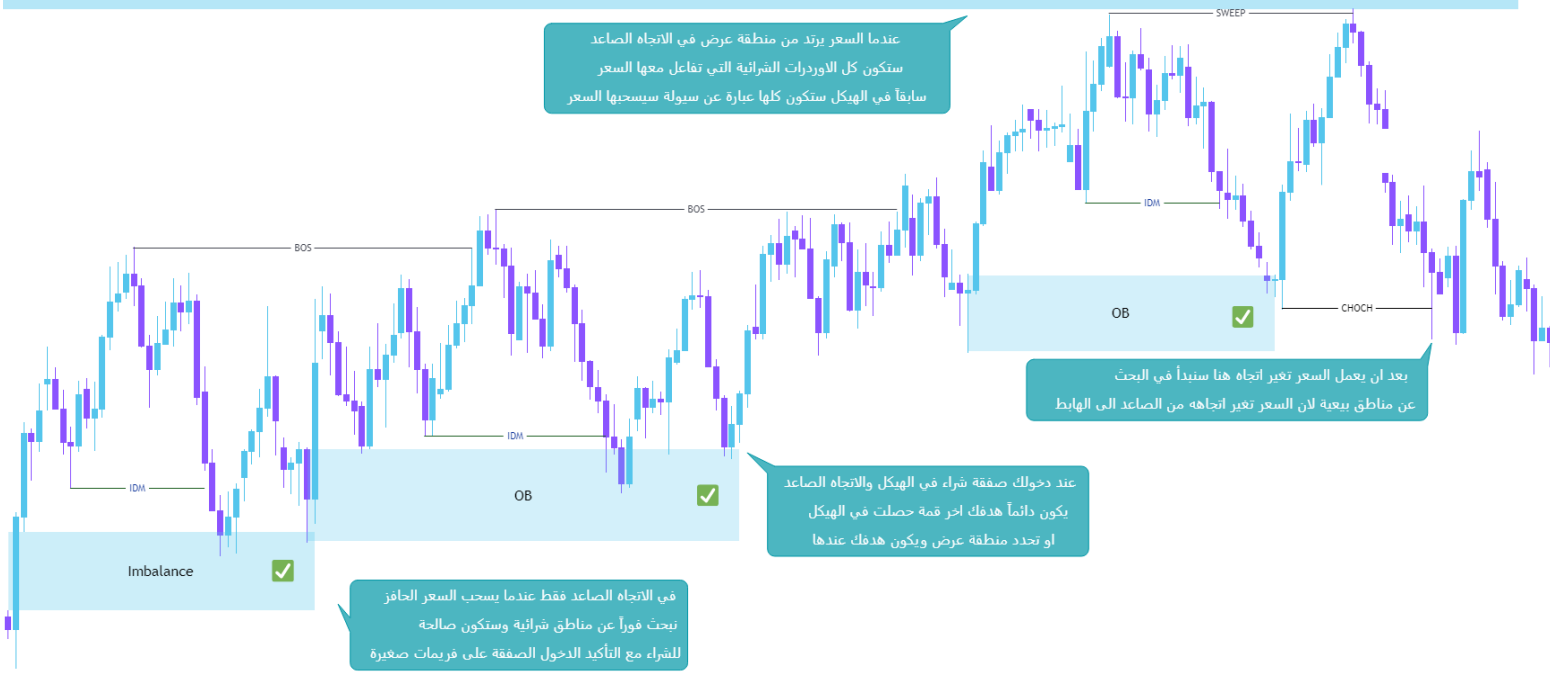 SWEEP
عندما السعر يرتد من منطقة عرض في الاتجاه الصاعد
ستكون كل الاوردرات الشرائية التي تفاعل معها السعر
سابقاً في الهيكل ستكون كلها عبارة عن سيولة سيسحبها السعر
IDM
BOS
BOS
OB
CHOCH
بعد ان يعمل السعر تغير اتجاه هنا سنبدأ في البحث
عن مناطق بيعية لان السعر تغير اتجاهه من الصاعد الى الهابط
IDM
IDM
OB
عند دخولك صفقة شراء في الهيكل والاتجاه الصاعد
يكون دائماً هدفك اخر قمة حصلت في الهيكل
او تحدد منطقة عرض ويكون هدفك عندها
Imbalance
في الاتجاه الصاعد فقط عندما يسحب السعر الحافز
نبحث فوراً عن مناطق شرائية وستكون صالحة
للشراء مع التأكيد الدخول الصفقة على فريمات صغيرة